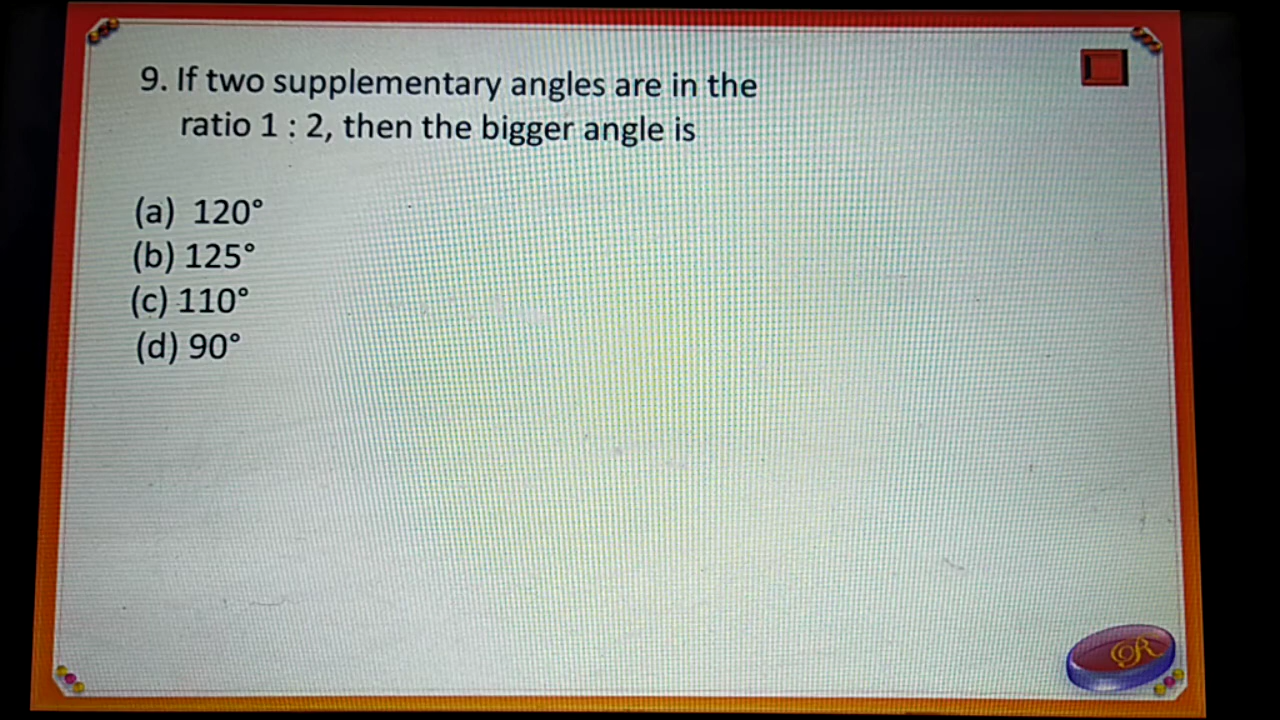 9. If two supplementary angles are in the
ratio 1 : 2, then the bigger angle is
(a) 120°
(b) 125°
(c) 110°
(d) 90°
R